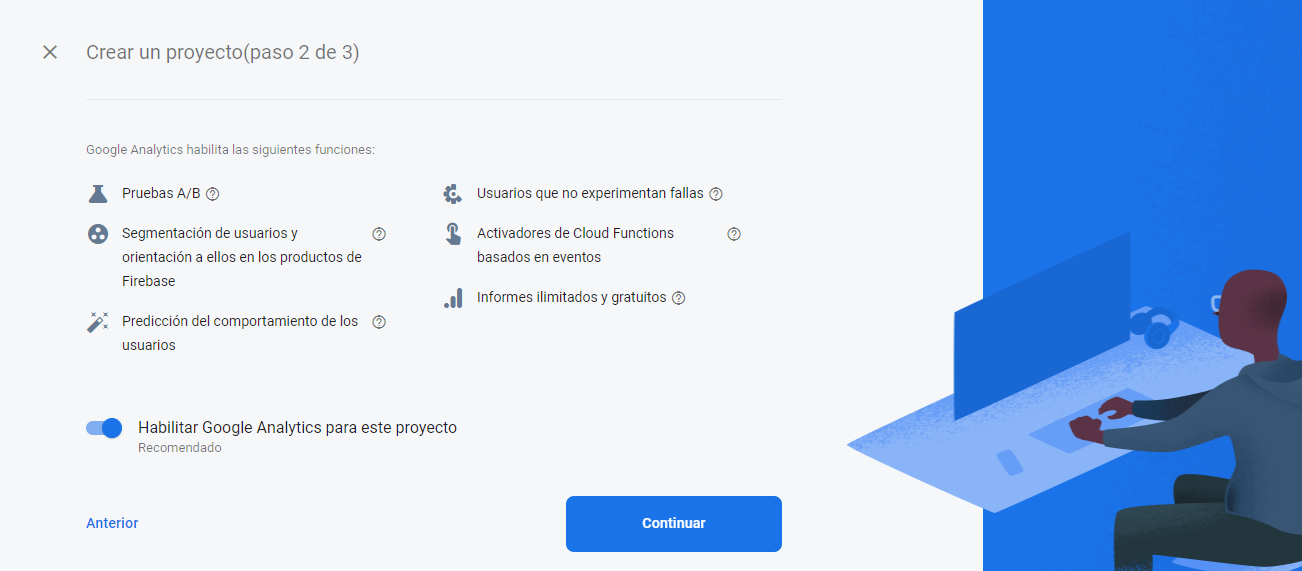 Crear un proyecto(paso 2 de 3)
Google Analytics habilita las siguientes funciones:
Pruebas A/B
Segmentación de usuarios y
orientación a ellos en los productos de
Firebase
Predicción del comportamiento de los
usuarios
Usuarios que no experimentan fallas
Activadores de Cloud Functions
basados en eventos
Informes ilimitados y gratuitos
Habilitar Google Analytics para este proyecto
Recomendado
Anterior
Continuar